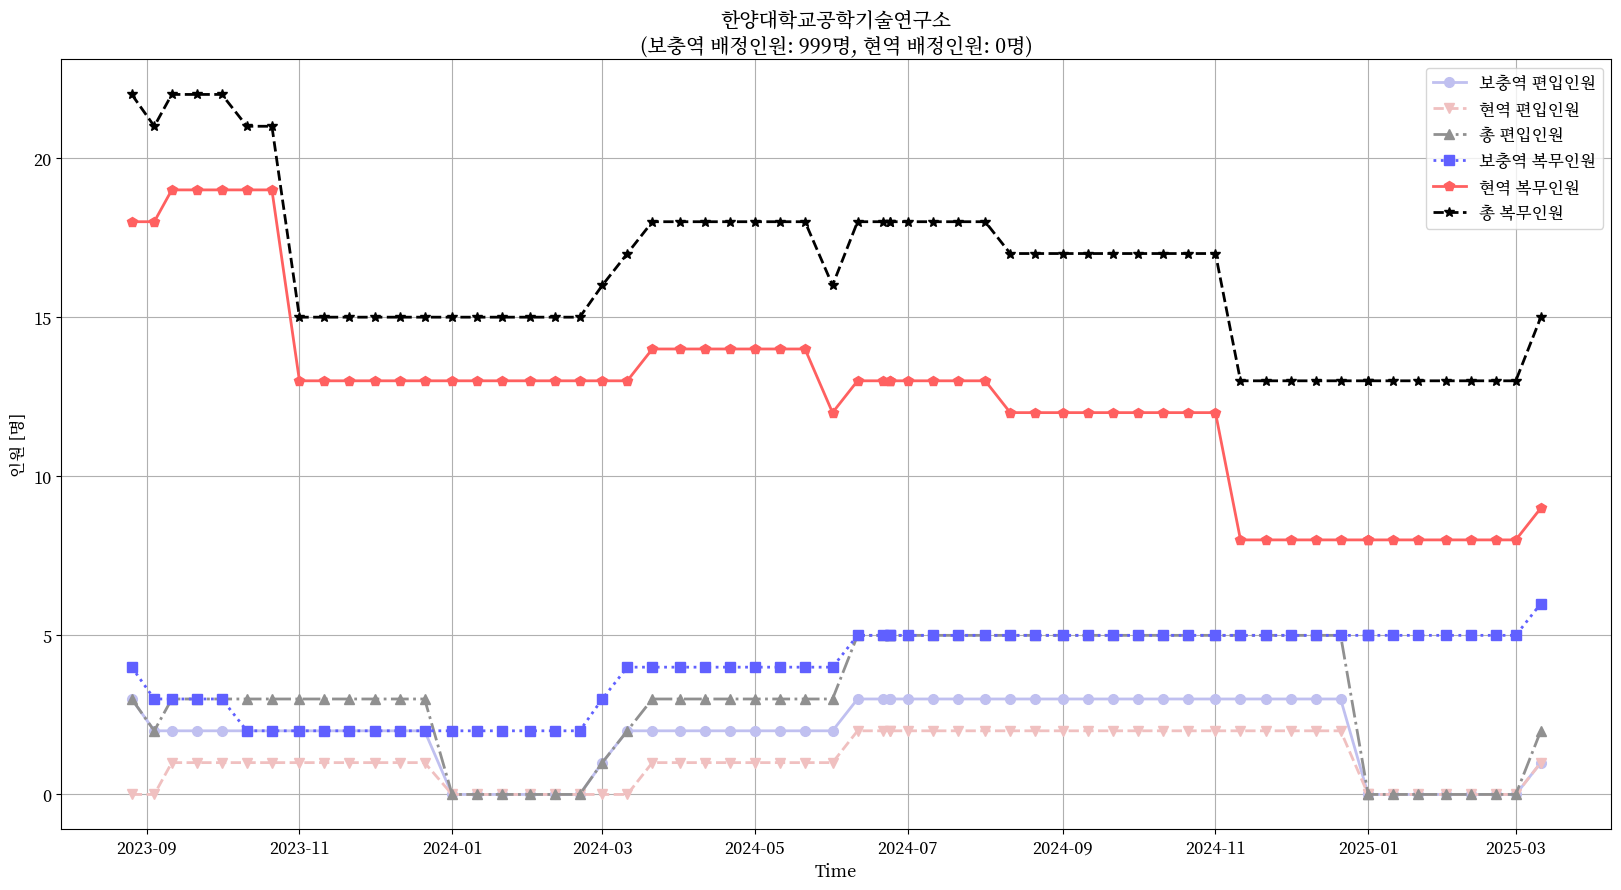 한양대학교공학기술연구소
(보충역 배정인원: 999명, 현역 배정인원: 0명)
보충역 편입인원
현역 편입인원
총 편입인원
보충역 복무인원
현역 복무인원
총 복무인원
인원 [명]
20
15
10
5
0
2023-09
2023-11
2024-01
2024-03
2024-05
2024-07
2024-09
2024-11
2025-01
2025-03
Time